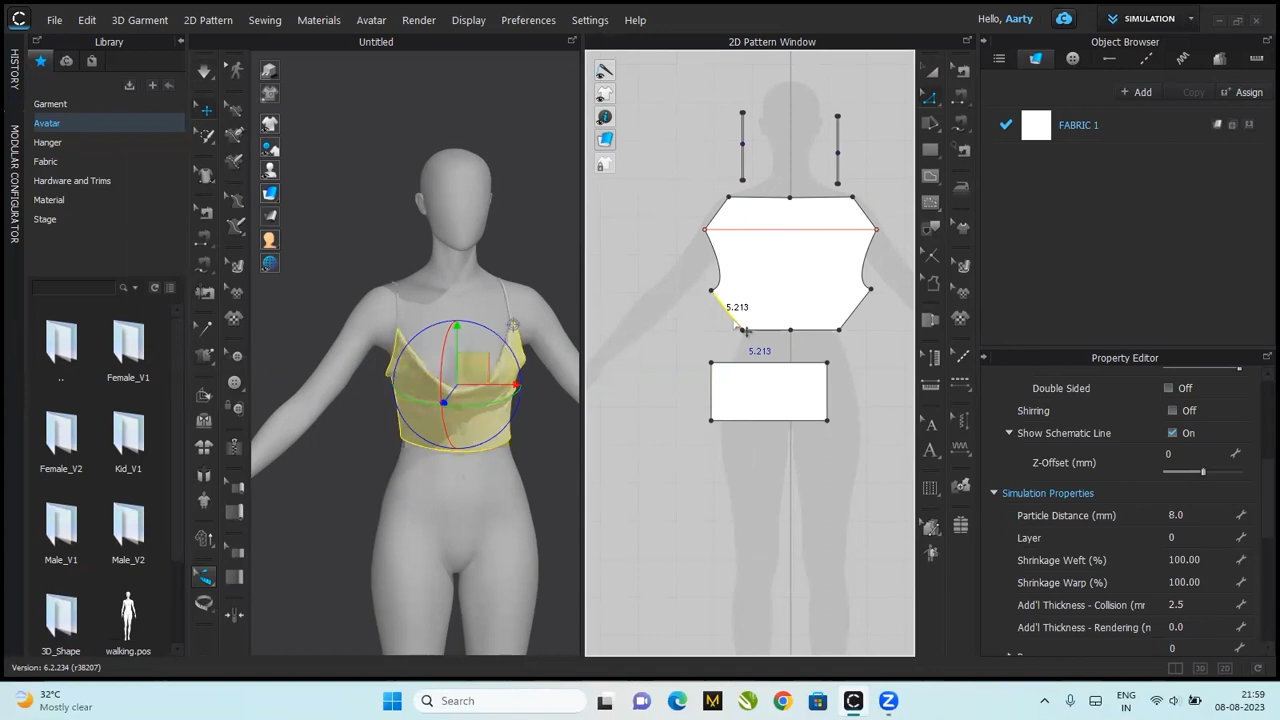 File Edit 3D Garment 2D Pattern Sewing Materials Avatar Render Display Preferences Settings Help
Hello, Aarty
SIMULATION
Library
Untitled
2D Pattern Window
Object Browser
HISTORY
MODULAR CONFIGURATOR
Add
Copy
Assign
Garment
Avatar
Hanger
Fabric
Hardware and Trims
Material
Stage
FABRIC 1
5.213
5.213
..
Female_V1
Female_V2
Kid_V1
Male_V1
Male_V2
3D_Shape
walking.pos
Property Editor
Double Sided Off
Shirring Off
Show Schematic Line On
Z-Offset (mm) 0
Simulation Properties
Particle Distance (mm) 8.0
Layer 0
Shrinkage Weft (%) 100.00
Shrinkage Warp (%) 100.00
Add'l Thickness - Collision (mr 2.5
Add'l Thickness - Rendering (n 0.0
0
Version: 6.2.234 (r38207)
3D
2D
32°C
Mostly clear
Search
ENG
IN
21:59
08-08-2023